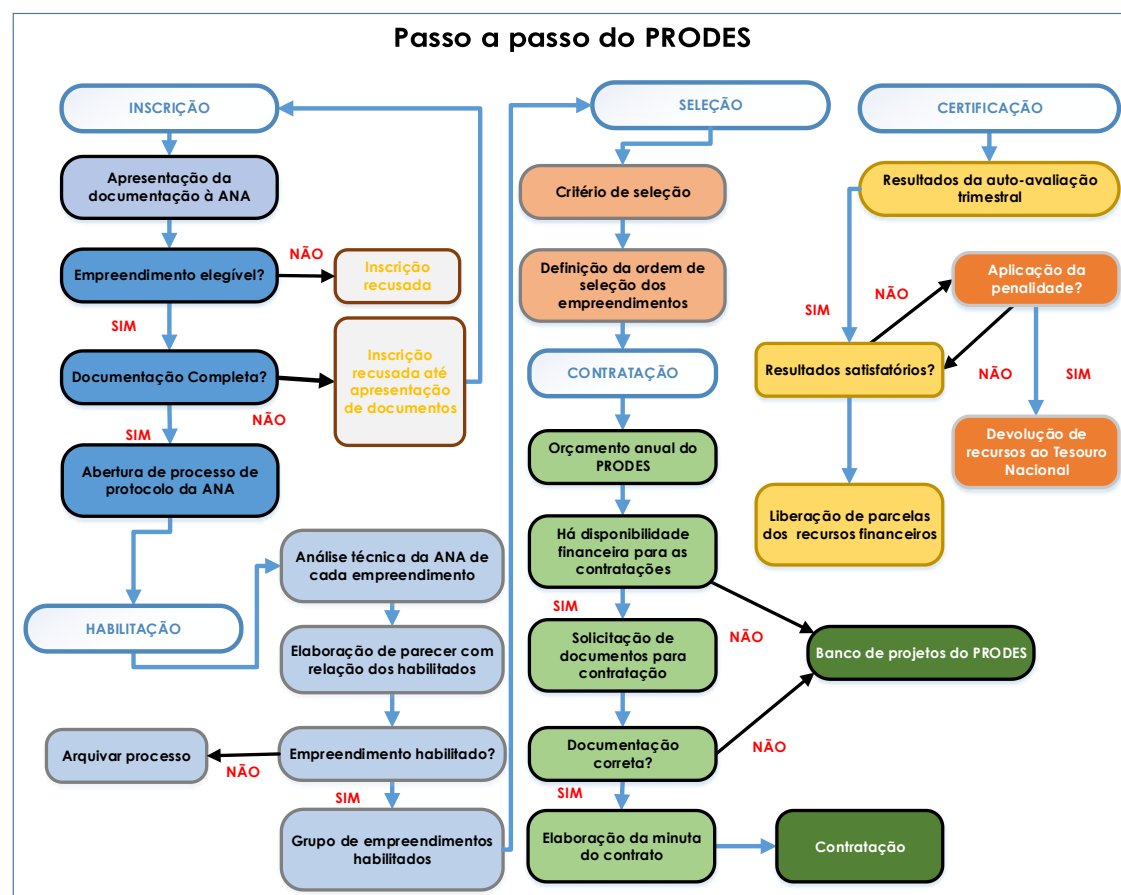 Passo a passo do PRODES
INSCRIÇÃO
Apresentação da
documentação à ANA
Empreendimento elegível?
NÃO
Inscrição
recusada
SIM
Documentação Completa?
NÃO
Inscrição
recusada até
apresentação
de documentos
SIM
Abertura de processo de
protocolo da ANA
HABILITAÇÃO
Análise técnica da ANA de
cada empreendimento
Elaboração de parecer com
relação dos habilitados
Empreendimento habilitado?
NÃO
Arquivar processo
SIM
Grupo de empreendimentos
habilitados
SELEÇÃO
Critério de seleção
Definição da ordem de
seleção dos
empreendimentos
CONTRATAÇÃO
Orçamento anual do
PRODES
Há disponibilidade
financeira para as
contratações
SIM
NÃO
Solicitação de
documentos para
contratação
Banco de projetos do PRODES
Documentação
correta?
NÃO
SIM
Elaboração da minuta
do contrato
Contratação
CERTIFICAÇÃO
Resultados da auto-avaliação
trimestral
SIM
NÃO
Aplicação da
penalidade?
Resultados satisfatórios?
NÃO
SIM
Devolução de
recursos ao Tesouro
Nacional
Liberação de parcelas
dos recursos financeiros